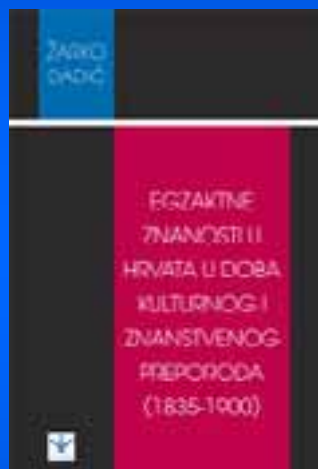 ŽARKO
DADIĆ
EGZAKTNE
ZNANOSTI U
HRVATA U DOBA
KULTURNOG I
ZNANSTVENOG
PREPORODA
(1835-1900)